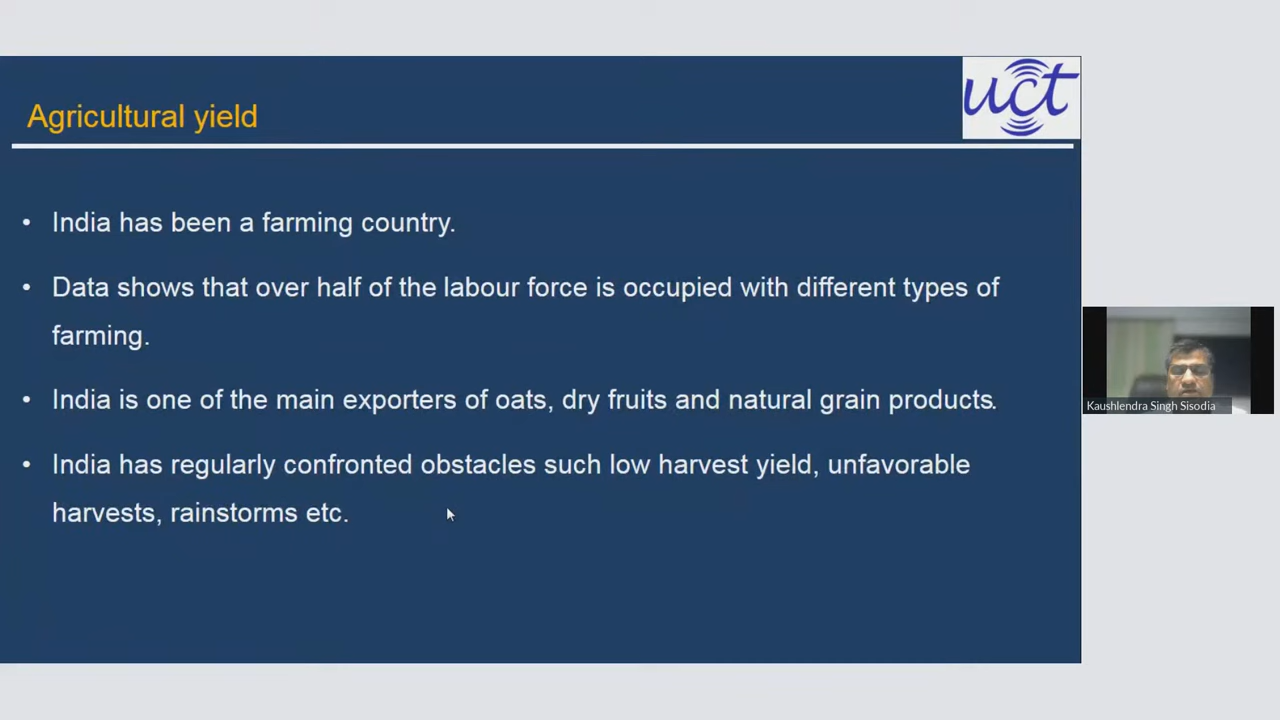 uct
Agricultural yield
• India has been a farming country.
• Data shows that over half of the labour force is occupied with different types of
farming.
• India is one of the main exporters of oats, dry fruits and natural grain products.
• India has regularly confronted obstacles such low harvest yield, unfavorable
harvests, rainstorms etc.
Kaushlendra Singh Sisodia